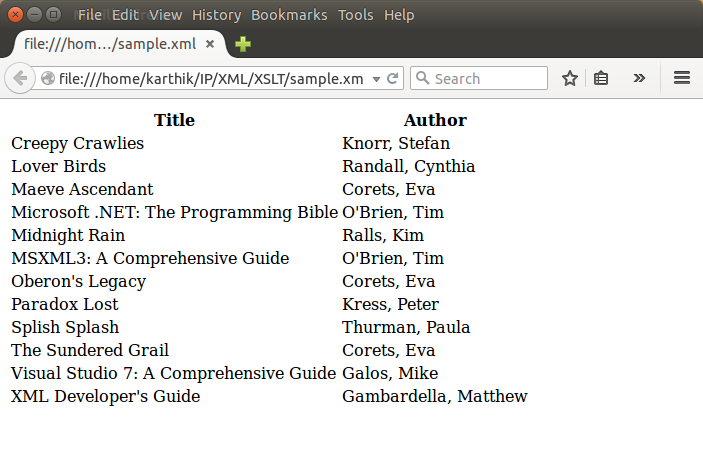 File Edit View History Bookmarks Tools Help
file:///hom…/sample.xml
file:///home/karthik/IP/XML/XSLT/sample.xm
Search
Title Author
Creepy Crawlies Knorr, Stefan
Lover Birds Randall, Cynthia
Maeve Ascendant Corets, Eva
Microsoft .NET: The Programming Bible O'Brien, Tim
Midnight Rain Ralls, Kim
MSXML3: A Comprehensive Guide O'Brien, Tim
Oberon's Legacy Corets, Eva
Paradox Lost Kress, Peter
Splish Splash Thurman, Paula
The Sundered Grail Corets, Eva
Visual Studio 7: A Comprehensive Guide Galos, Mike
XML Developer's Guide Gambardella, Matthew